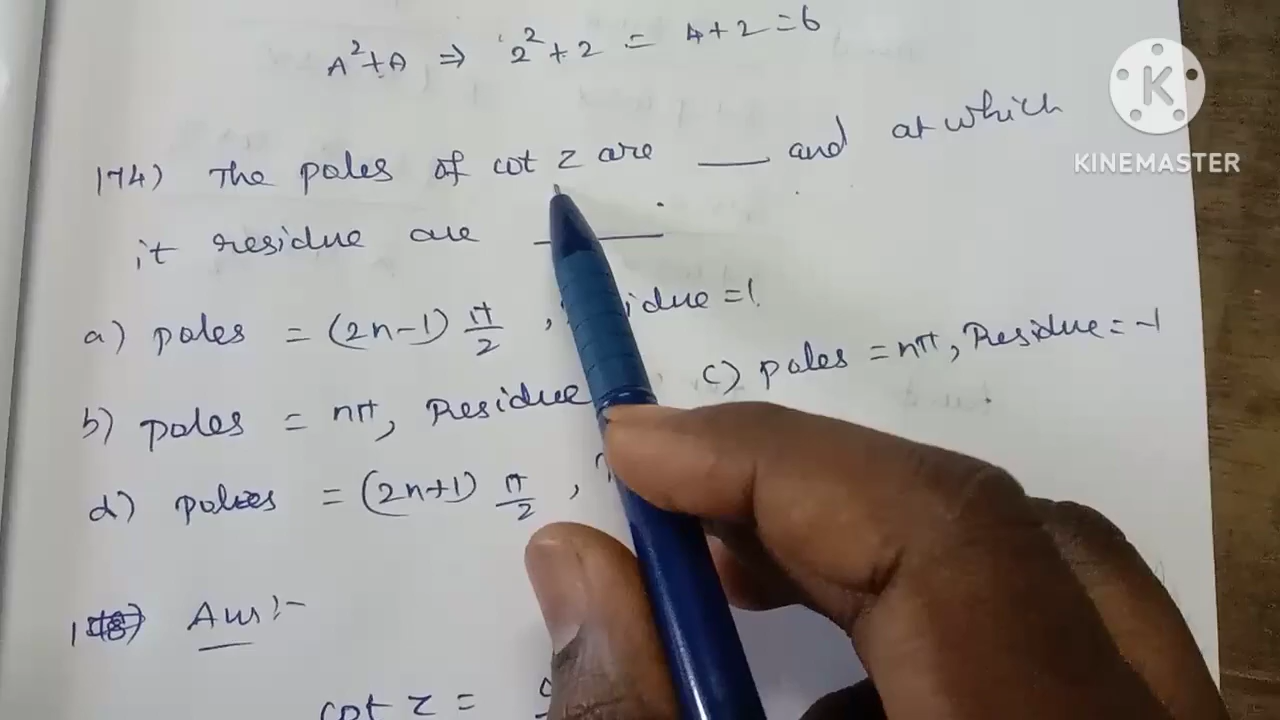 A²+A ⇒ 2²+2 = 4+2=6
KINEMASTER
174) The poles of cot z are ___ and at which
it residue are ___
a) poles = (2n-1) π/2 , idue = 1
b) poles = nπ, Residue
c) poles = nπ, Residue = -1
d) poles = (2n+1) π/2 ,
Ans:-
cot z =